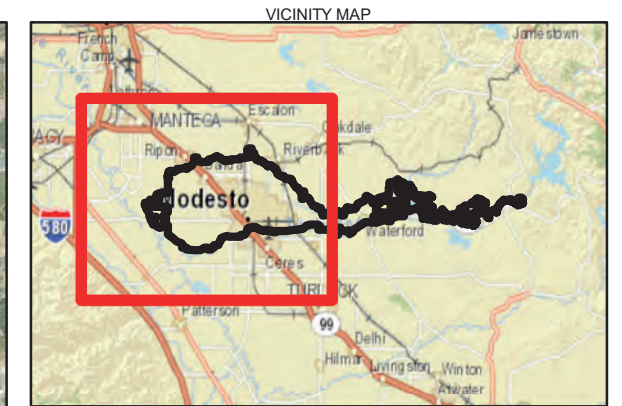 VICINITY MAP
French
Camp
Jamestown
Lathrop
MANTECA
Escalon
Oakdale
Ripon
Riverbank
Modesto
580
Waterford
Ceres
TURLOCK
Patterson
99
Delhi
Hilmar
Livingston
Winton
Atwater